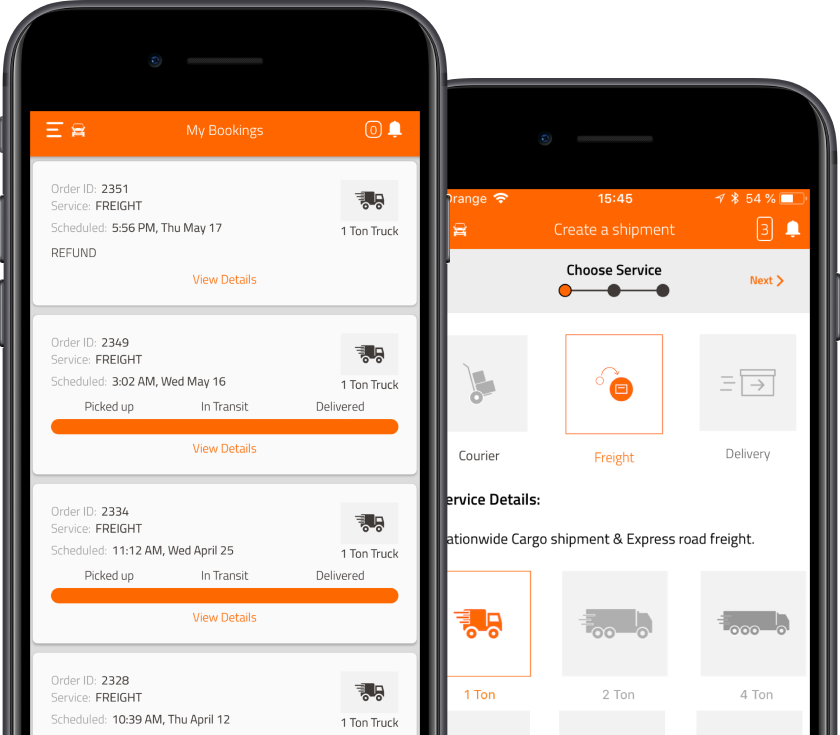 My Bookings
0
Order ID: 2351
Service: FREIGHT
Scheduled: 5:56 PM, Thu May 17
1 Ton Truck
REFUND
View Details
Order ID: 2349
Service: FREIGHT
Scheduled: 3:02 AM, Wed May 16
1 Ton Truck
Picked up In Transit Delivered
View Details
Order ID: 2334
Service: FREIGHT
Scheduled: 11:12 AM, Wed April 25
1 Ton Truck
Picked up In Transit Delivered
View Details
Order ID: 2328
Service: FREIGHT
Scheduled: 10:39 AM, Thu April 12
1 Ton Truck
Orange 15:45 54 %
Create a shipment 3
Choose Service
Next
Courier Freight Delivery
ervice Details:
ationwide Cargo shipment & Express road freight.
1 Ton 2 Ton 4 Ton